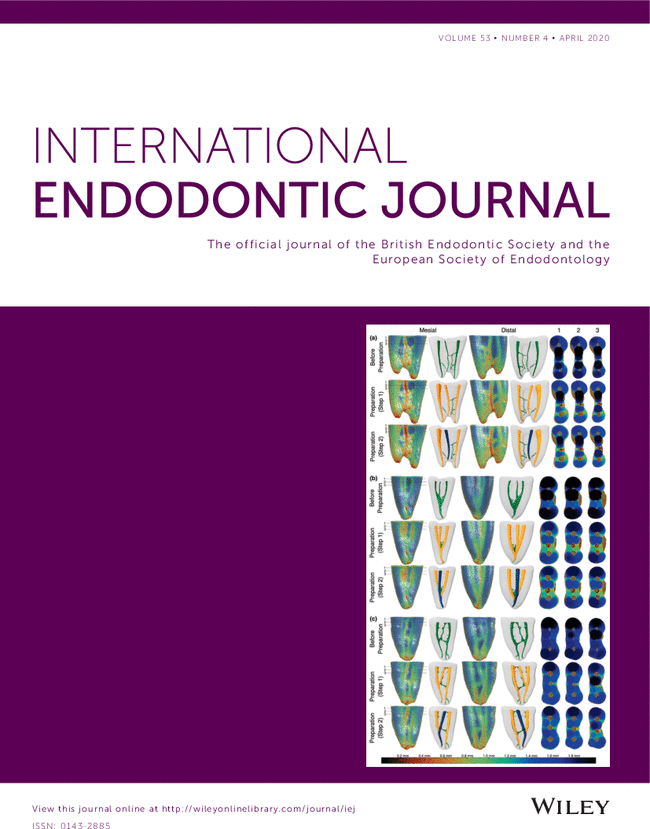 VOLUME 53 • NUMBER 4 • APRIL 2020
INTERNATIONAL
ENDODONTIC JOURNAL
The official journal of the British Endodontic Society and the
European Society of Endodontology
Mesial Distal 1 2 3
(a)
Before
Preparation
Preparation
(Step 1)
Preparation
(Step 2)
(b)
Before
Preparation
Preparation
(Step 1)
Preparation
(Step 2)
(c)
Before
Preparation
Preparation
(Step 1)
Preparation
(Step 2)
View this journal online at http://wileyonlinelibrary.com/journal/iej
WILEY
ISSN: 0143-2885